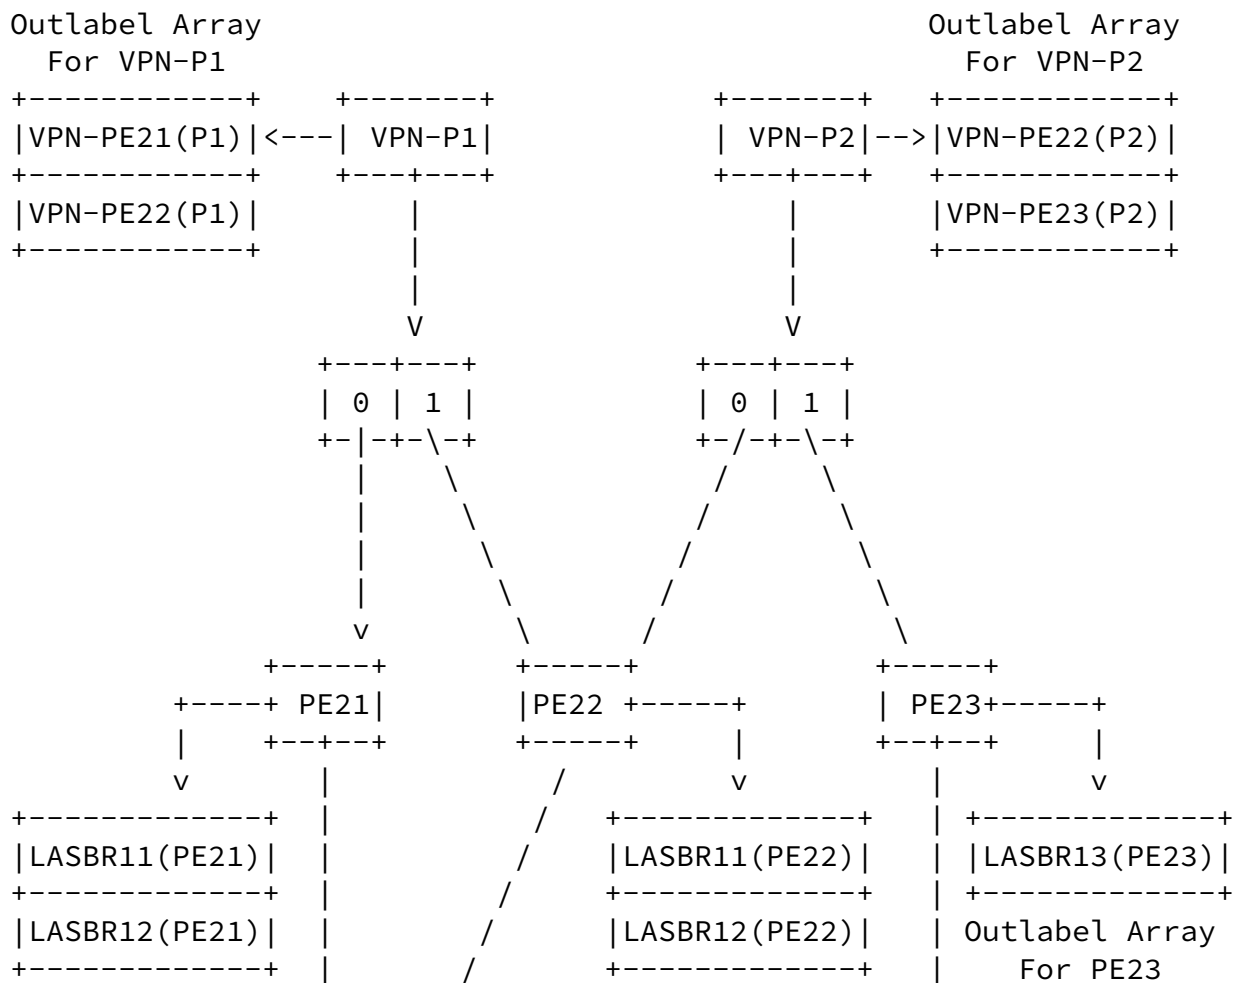 Outlabel Array                                      Outlabel Array
  For VPN-P1                                          For VPN-P2
+------------+    +-------+            +-------+   +------------+
|VPN-PE21(P1)|<---| VPN-P1|            | VPN-P2|-->|VPN-PE22(P2)|
+------------+    +---+---+            +---+---+   +------------+
|VPN-PE22(P1)|        |                    |       |VPN-PE23(P2)|
+------------+        |                    |       +------------+
                      |                    |
                      V                    V
                 +---+---+            +---+---+
                 | 0 | 1 |            | 0 | 1 |
                 +-|-+-\-+            +-/-+-\-+
                   |    \              /     \
                   |     \            /       \
                   |      \          /         \
                   |       \        /           \
                   v        \      /             \
              +-----+       +-----+             +-----+
         +----+ PE21|       |PE22 +-----+       | PE23+-----+
         |    +--+--+       +-----+     |       +--+--+     |
         v       |            /         v          |        v
+-------------+  |           /   +-------------+   | +-------------+
|LASBR11(PE21)|  |          /    |LASBR11(PE22)|   | |LASBR13(PE23)|
+-------------+  |         /     +-------------+   | +-------------+
|LASBR12(PE21)|  |        /      |LASBR12(PE22)|   | Outlabel Array
+-------------+  |       /       +-------------+   |    For PE23